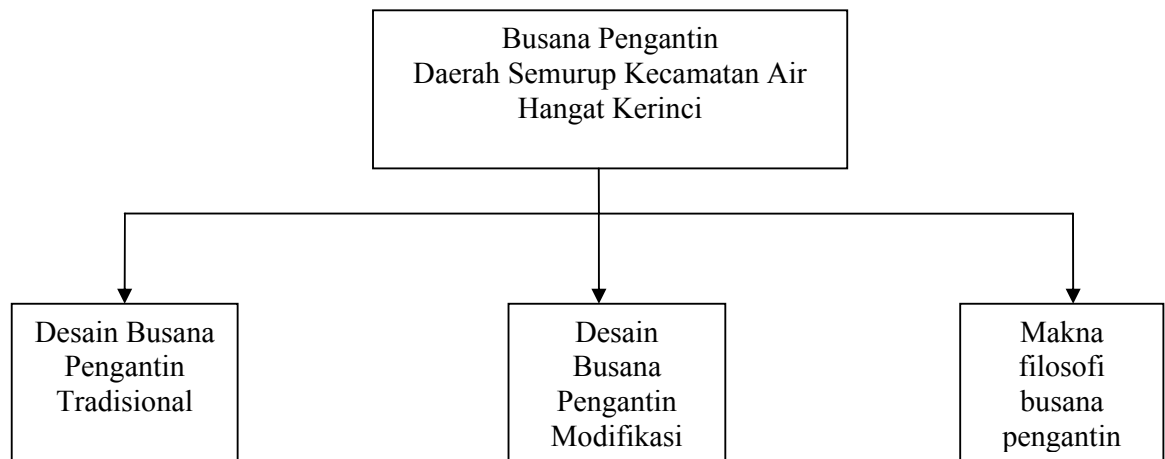 Busana Pengantin
Daerah Semurup Kecamatan Air
Hangat Kerinci
Desain Busana
Pengantin
Tradisional
Desain
Busana
Pengantin
Modifikasi
Makna
filosofi
busana
pengantin